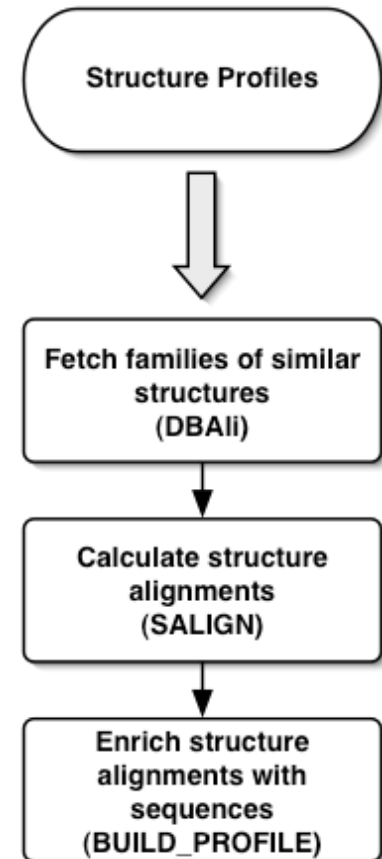 Structure Profiles
Fetch families of similar
structures
(DBAli)
Calculate structure
alignments
(SALIGN)
Enrich structure
alignments with
sequences
(BUILD_PROFILE)